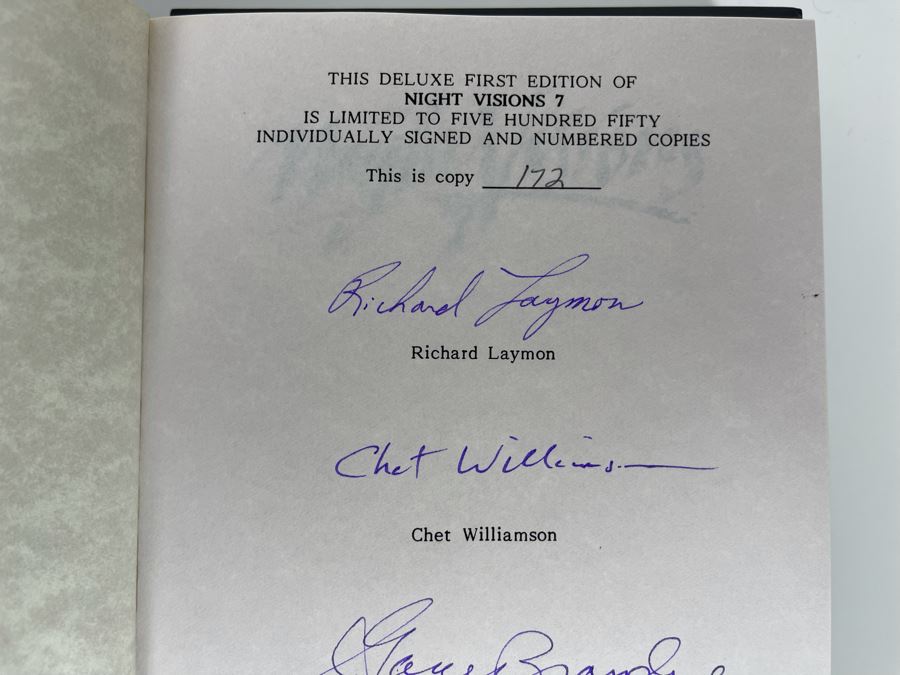 THIS DELUXE FIRST EDITION OF
NIGHT VISIONS 7
IS LIMITED TO FIVE HUNDRED FIFTY
INDIVIDUALLY SIGNED AND NUMBERED COPIES
This is copy 172
Richard Laymon
Richard Laymon
Chet Williamson
Chet Williamson